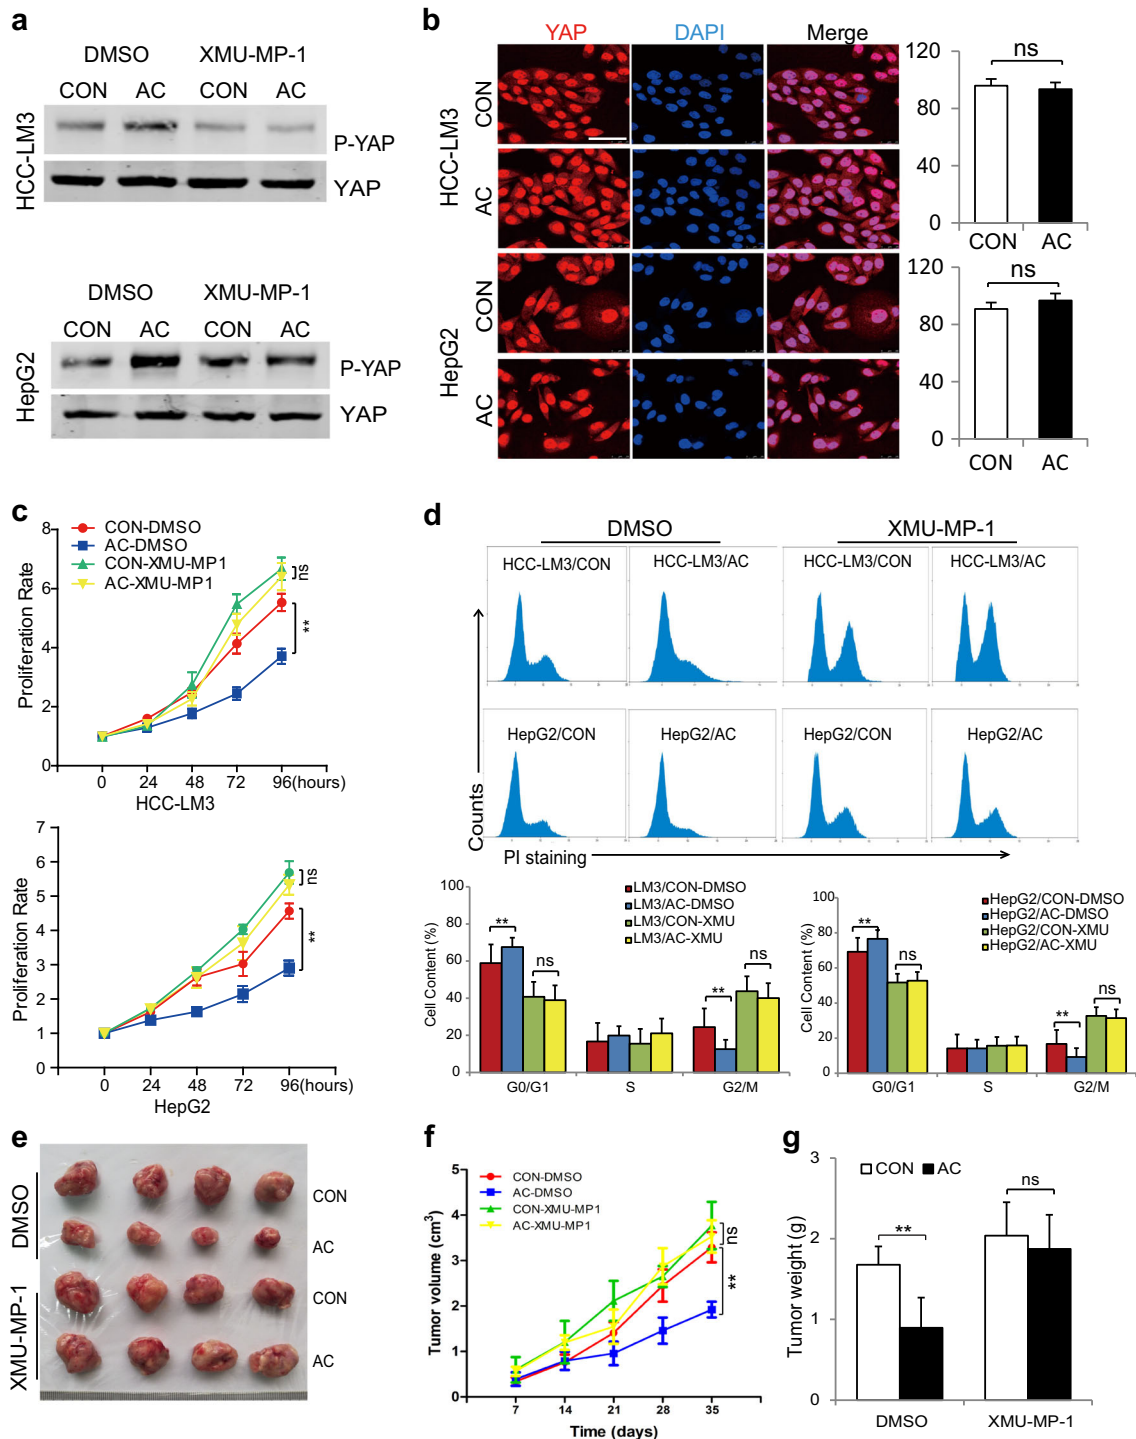 a
DMSO XMU-MP-1
CON AC CON AC
HCC-LM3
P-YAP
YAP
DMSO XMU-MP-1
CON AC CON AC
HepG2
P-YAP
YAP
b
YAP DAPI Merge
HCC-LM3
CON
AC
HepG2
CON
AC
120
80
40
0
ns
CON AC
120
80
40
0
ns
CON AC
c
CON-DMSO
AC-DMSO
CON-XMU-MP1
AC-XMU-MP1
Proliferation Rate
8
6
4
2
0
ns
**
0 24 48 72 96(hours)
HCC-LM3
Proliferation Rate
7
6
5
4
3
2
1
0
ns
**
0 24 48 72 96(hours)
HepG2
d
DMSO XMU-MP-1
HCC-LM3/CON HCC-LM3/AC HCC-LM3/CON HCC-LM3/AC
HepG2/CON HepG2/AC HepG2/CON HepG2/AC
Counts
PI staining
Cell Content (%)
100
80
60
40
20
0
LM3/CON-DMSO
LM3/AC-DMSO
LM3/CON-XMU
LM3/AC-XMU
** ns ** ns
G0/G1 S G2/M
Cell Content (%)
100
80
60
40
20
0
HepG2/CON-DMSO
HepG2/AC-DMSO
HepG2/CON-XMU
HepG2/AC-XMU
** ns ** ns
G0/G1 S G2/M
e
DMSO
CON
AC
XMU-MP-1
CON
AC
f
Tumor volume (cm3)
5
4
3
2
1
0
CON-DMSO
AC-DMSO
CON-XMU-MP1
AC-XMU-MP1
ns
**
7 14 21 28 35
Time (days)
g
Tumor weight (g)
3
2
1
0
CON AC
** ns
DMSO XMU-MP-1